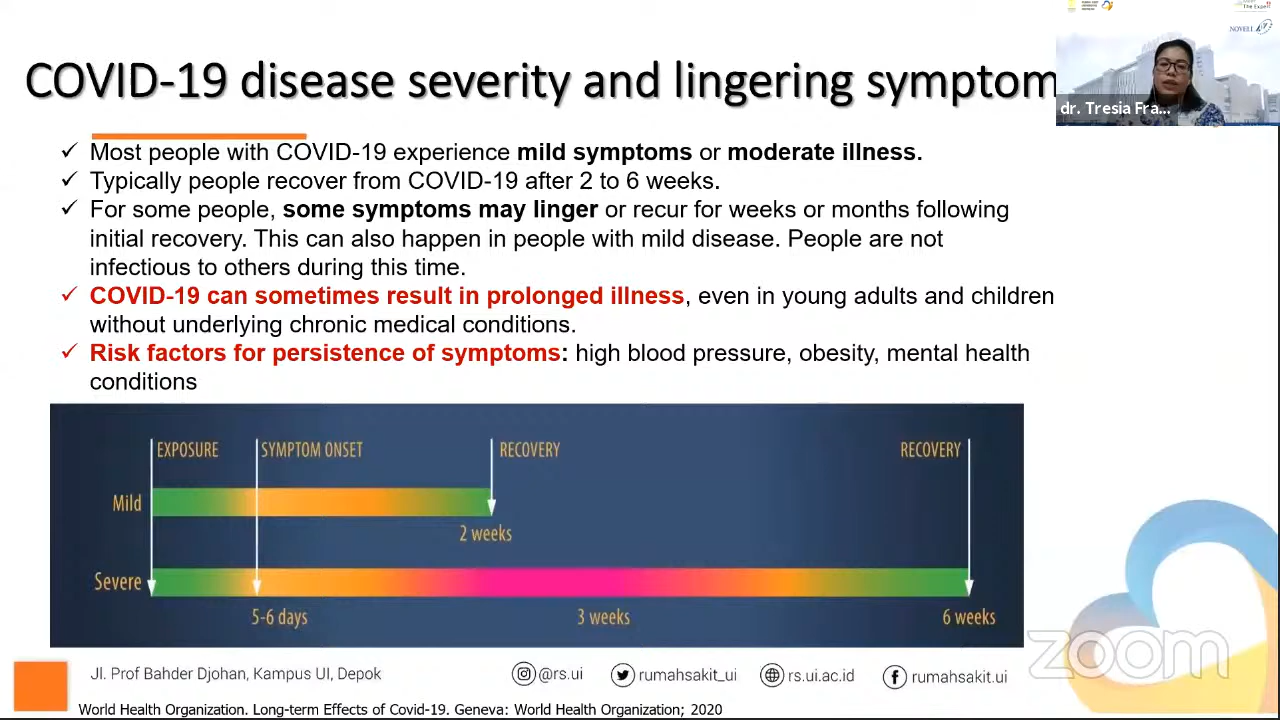 COVID-19 disease severity and lingering symptom
The Expert
NOVELL
dr. Tresia Fra...
✓ Most people with COVID-19 experience mild symptoms or moderate illness.
✓ Typically people recover from COVID-19 after 2 to 6 weeks.
✓ For some people, some symptoms may linger or recur for weeks or months following
initial recovery. This can also happen in people with mild disease. People are not
infectious to others during this time.
✓ COVID-19 can sometimes result in prolonged illness, even in young adults and children
without underlying chronic medical conditions.
✓ Risk factors for persistence of symptoms: high blood pressure, obesity, mental health
conditions
EXPOSURE SYMPTOM ONSET RECOVERY RECOVERY
Mild
2 weeks
Severe
5-6 days 3 weeks 6 weeks
zoom
Jl. Prof Bahder Djohan, Kampus UI, Depok @rs.ui rumahsakit_ui rs.ui.ac.id rumahsakit.ui
World Health Organization. Long-term Effects of Covid-19. Geneva: World Health Organization; 2020